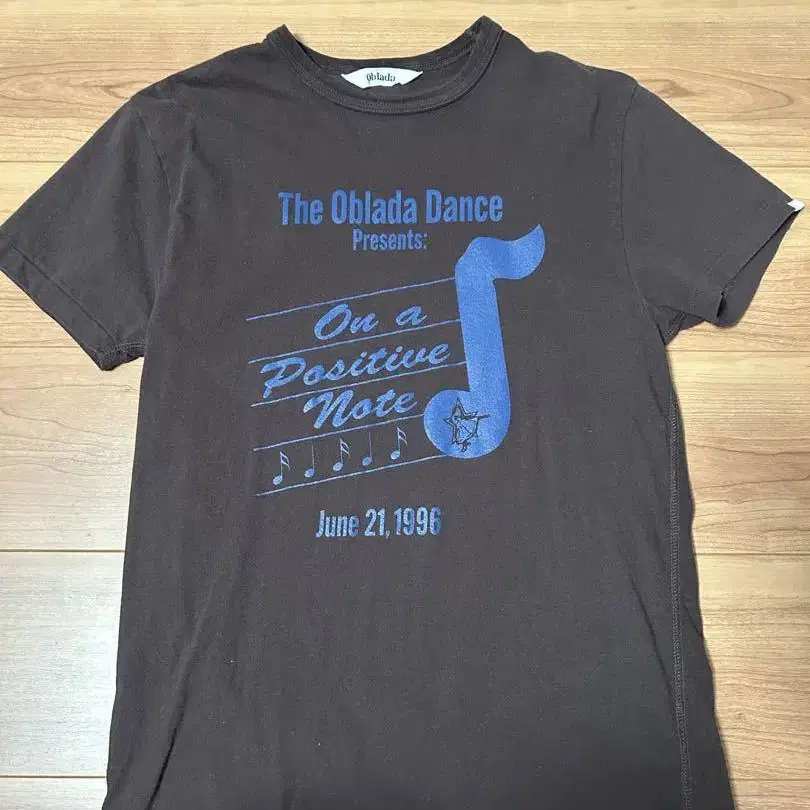 Oblada
The Oblada Dance
Presents:
On a
Positive
Note
June 21, 1996